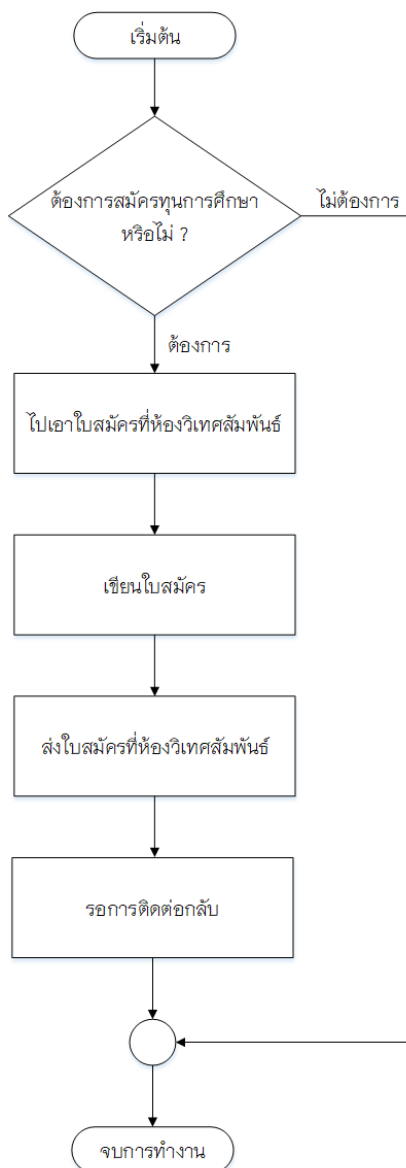 เริ่มต้น
ต้องการสมัครทุนการศึกษา
หรือไม่ ?
ไม่ต้องการ
ต้องการ
ไปเอาใบสมัครที่ห้องวิเทศสัมพันธ์
เขียนใบสมัคร
ส่งใบสมัครที่ห้องวิเทศสัมพันธ์
รอการติดต่อกลับ
จบการทำงาน